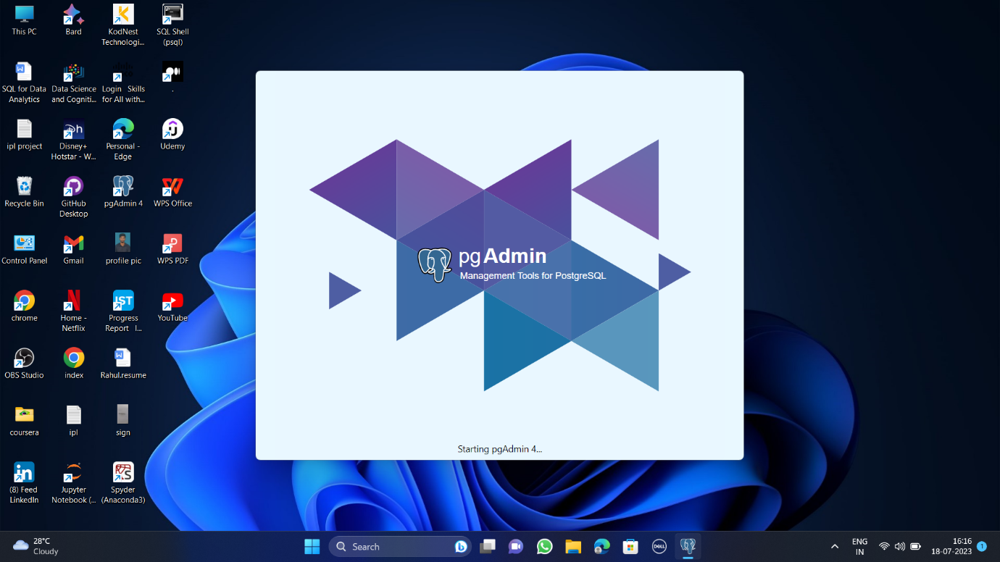 This PC
Bard
KodNest
Technologi...
SQL Shell
(psql)
SQL for Data
Analytics
Data Science
and Cogniti...
Login Skills
for All with...
.
ipl project
Disney+
Hotstar - W...
Personal -
Edge
Udemy
Recycle Bin
GitHub
Desktop
pgAdmin 4
WPS Office
Control Panel
Gmail
profile pic
WPS PDF
chrome
Home -
Netflix
IST
Progress
Report I...
YouTube
OBS Studio
index
Rahul.resume
coursera
ipl
sign
(8) Feed
LinkedIn
Jupyter
Notebook (...
Spyder
(Anaconda3)
pgAdmin
Management Tools for PostgreSQL
Starting pgAdmin 4...
28°C
Cloudy
Search
DELL
ENG
IN
16:16
18-07-2023
1